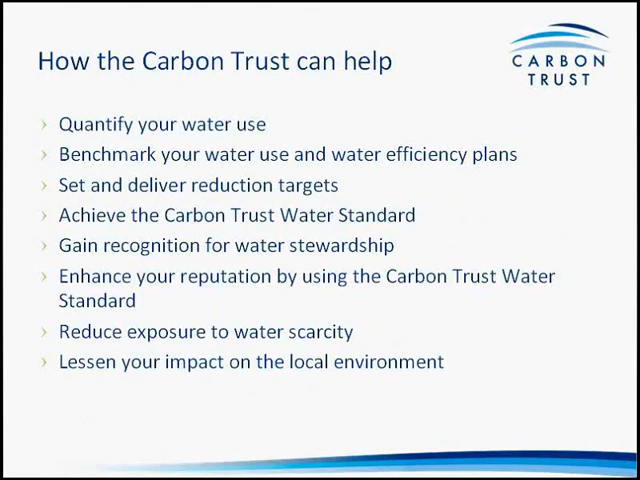 How the Carbon Trust can help
CARBON
TRUST
› Quantify your water use
› Benchmark your water use and water efficiency plans
› Set and deliver reduction targets
› Achieve the Carbon Trust Water Standard
› Gain recognition for water stewardship
› Enhance your reputation by using the Carbon Trust Water
Standard
› Reduce exposure to water scarcity
› Lessen your impact on the local environment